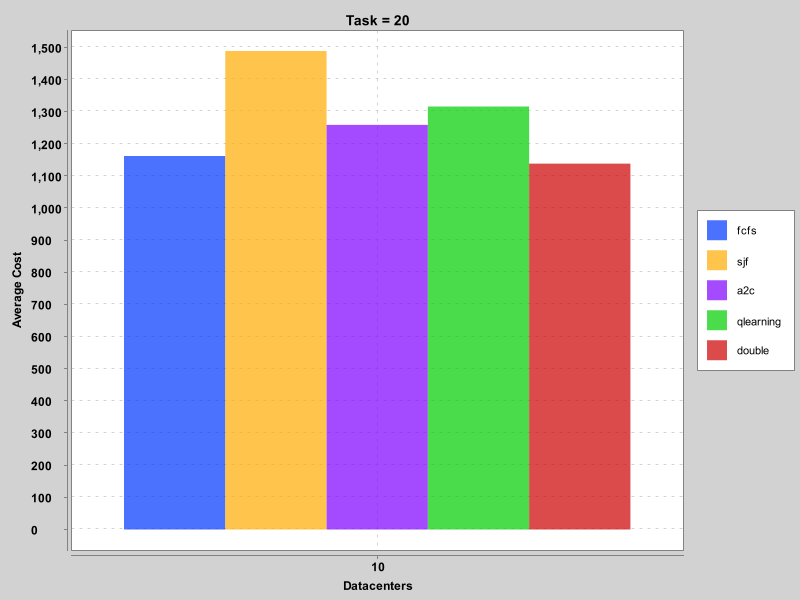 Task = 20
Average Cost
1,500
1,400
1,300
1,200
1,100
1,000
900
800
700
600
500
400
300
200
100
0
10
Datacenters
fcfs
sjf
a2c
qlearning
double